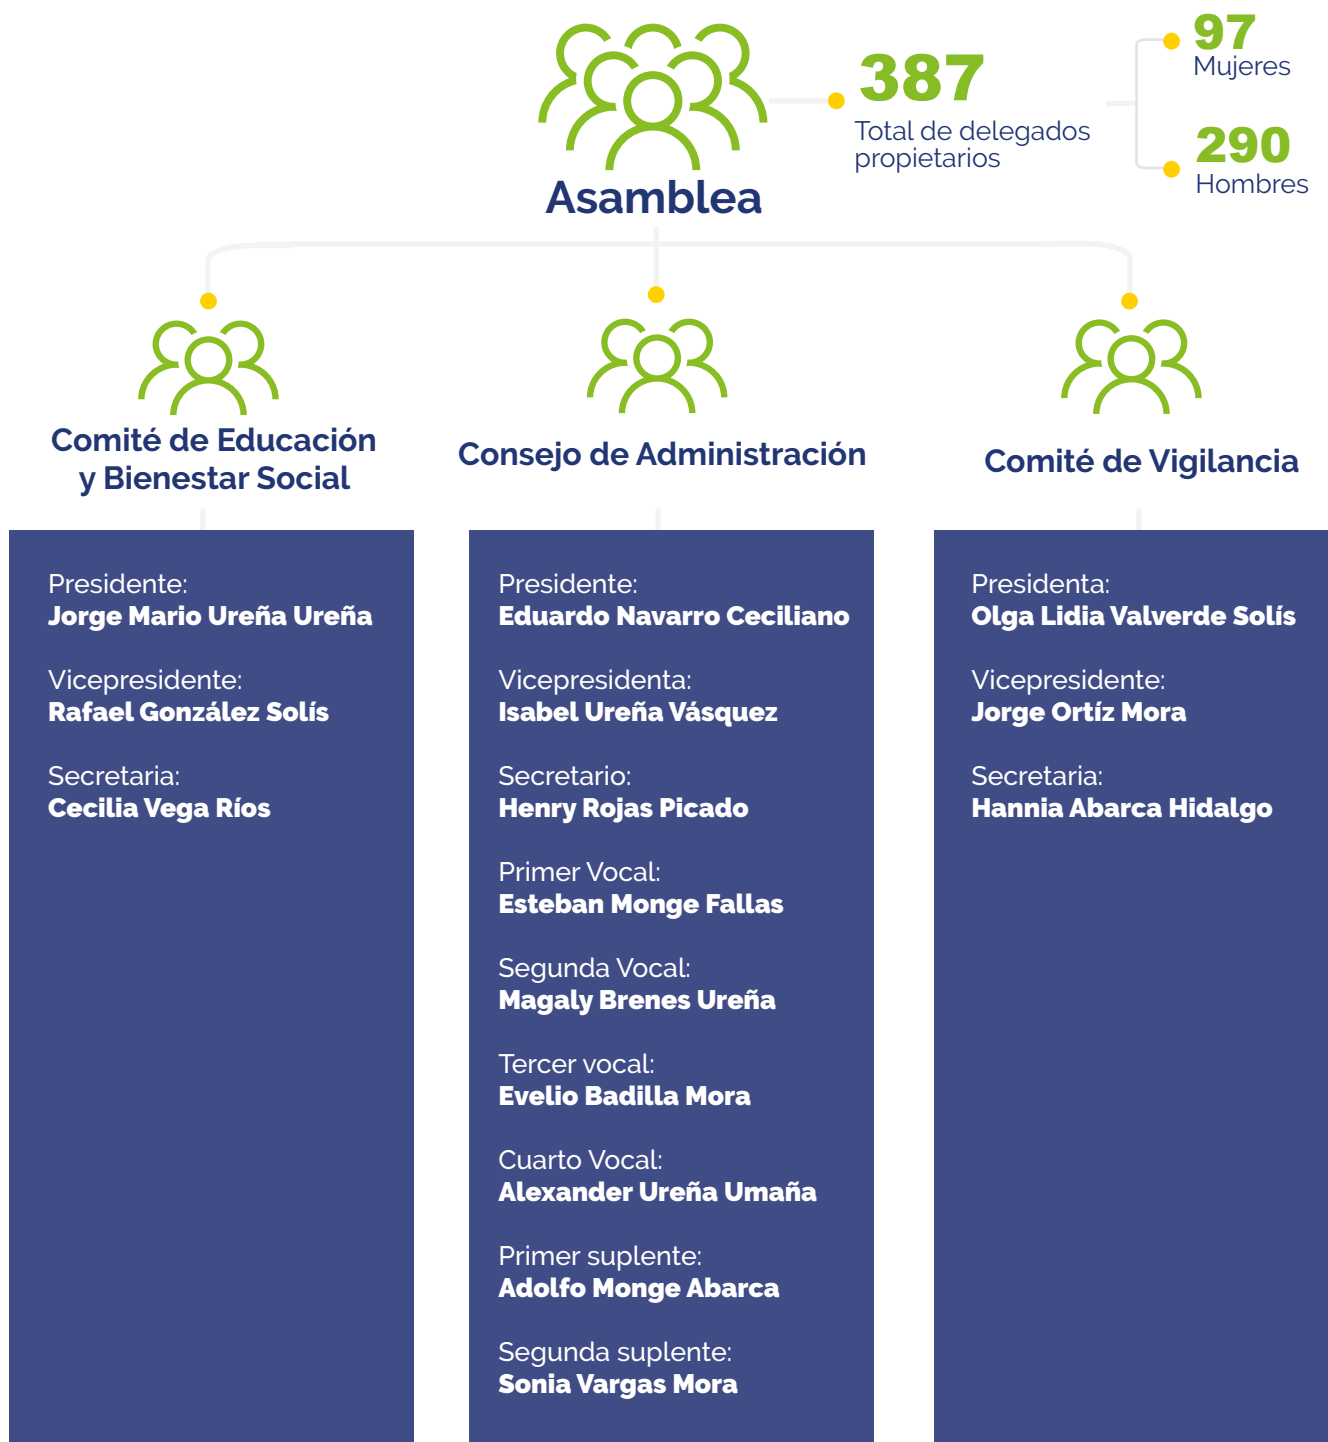 Asamblea
387
Total de delegados
propietarios
97
Mujeres
290
Hombres
Comité de Educación
y Bienestar Social
Presidente:
Jorge Mario Ureña Ureña
Vicepresidente:
Rafael González Solís
Secretaria:
Cecilia Vega Ríos
Consejo de Administración
Presidente:
Eduardo Navarro Ceciliano
Vicepresidenta:
Isabel Ureña Vásquez
Secretario:
Henry Rojas Picado
Primer Vocal:
Esteban Monge Fallas
Segunda Vocal:
Magaly Brenes Ureña
Tercer vocal:
Evelio Badilla Mora
Cuarto Vocal:
Alexander Ureña Umaña
Primer suplente:
Adolfo Monge Abarca
Segunda suplente:
Sonia Vargas Mora
Comité de Vigilancia
Presidenta:
Olga Lidia Valverde Solís
Vicepresidente:
Jorge Ortíz Mora
Secretaria:
Hannia Abarca Hidalgo